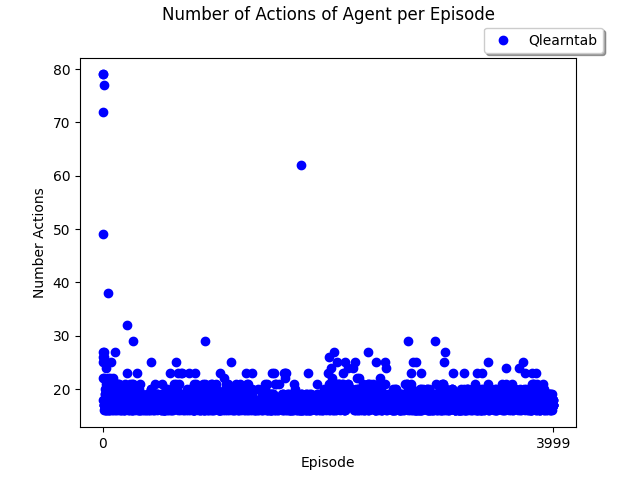 Number of Actions of Agent per Episode
Qlearntab
80
70
60
50
40
30
20
Number Actions
0 3999
Episode